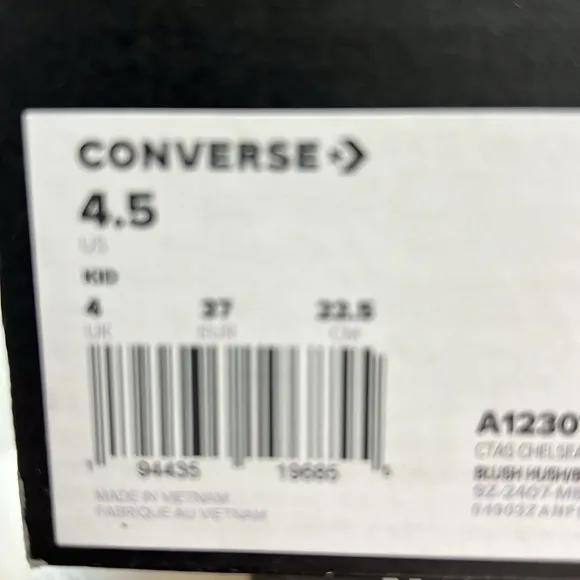 CONVERSE
4.5
US
KID
4 37 22.5
UK EUR CM
94435 19685
A1230
CTAS CHELSEA
BLUSH HUSH/B
MADE IN VIETNAM
FABRIQUE AU VIETNAM